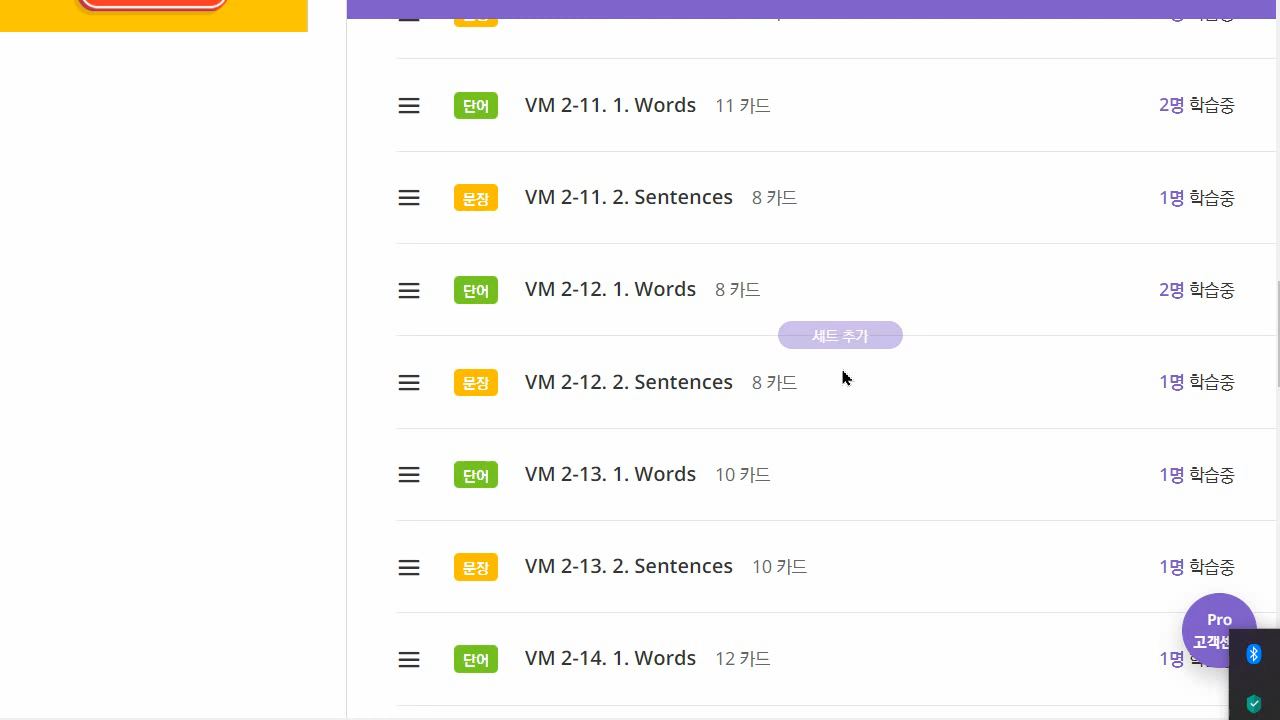 단어 VM 2-11. 1. Words 11 카드 2명 학습중
문장 VM 2-11. 2. Sentences 8 카드 1명 학습중
단어 VM 2-12. 1. Words 8 카드 2명 학습중
세트 추가
문장 VM 2-12. 2. Sentences 8 카드 1명 학습중
단어 VM 2-13. 1. Words 10 카드 1명 학습중
문장 VM 2-13. 2. Sentences 10 카드 1명 학습중
Pro
고객센
단어 VM 2-14. 1. Words 12 카드 1명